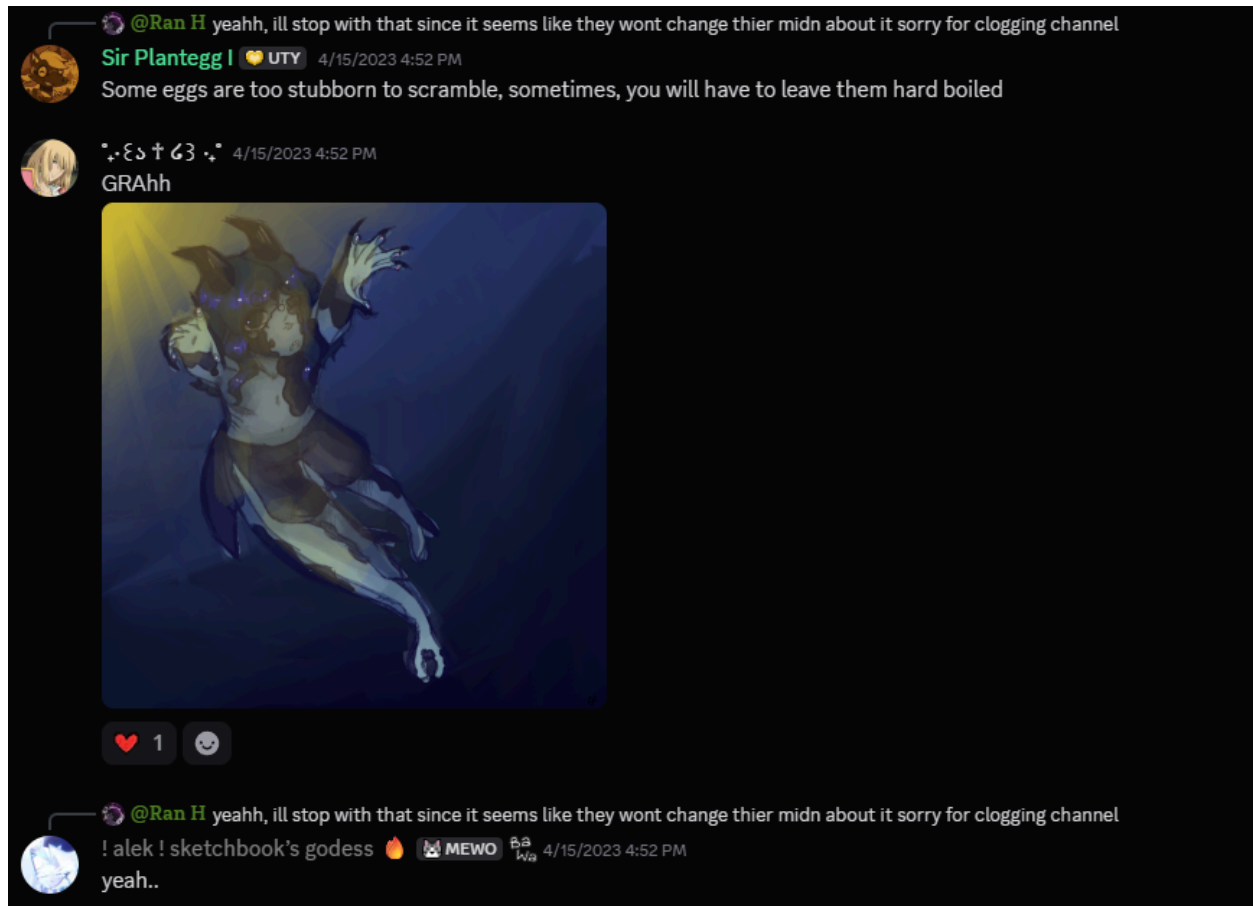 @Ran H yeahh, ill stop with that since it seems like they wont change thier midn about it sorry for clogging channel
Sir Plantegg I 💛 UTY 4/15/2023 4:52 PM
Some eggs are too stubborn to scramble, sometimes, you will have to leave them hard boiled
4/15/2023 4:52 PM
GRAhh
❤️ 1
@Ran H yeahh, ill stop with that since it seems like they wont change thier midn about it sorry for clogging channel
! alek ! sketchbook's godess 🔥 MEWO Ba Wa 4/15/2023 4:52 PM
yeah..